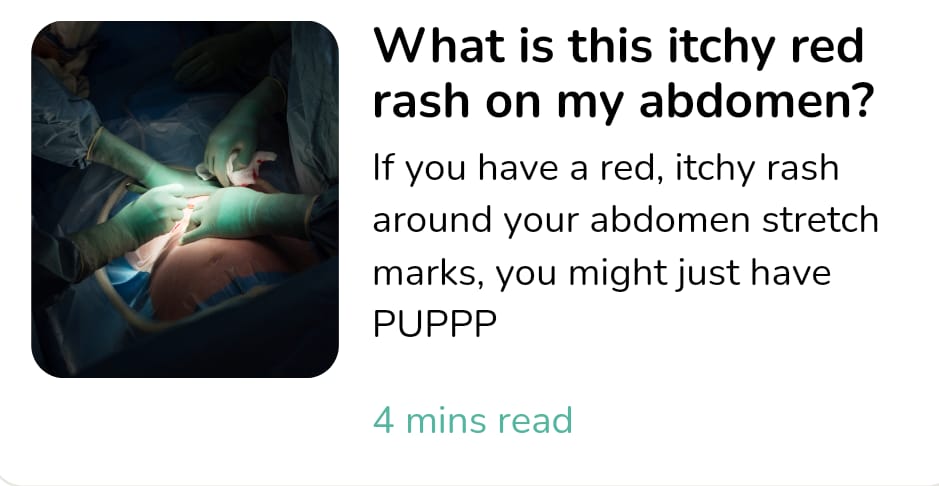 What is this itchy red
rash on my abdomen?
If you have a red, itchy rash
around your abdomen stretch
marks, you might just have
PUPPP
4 mins read